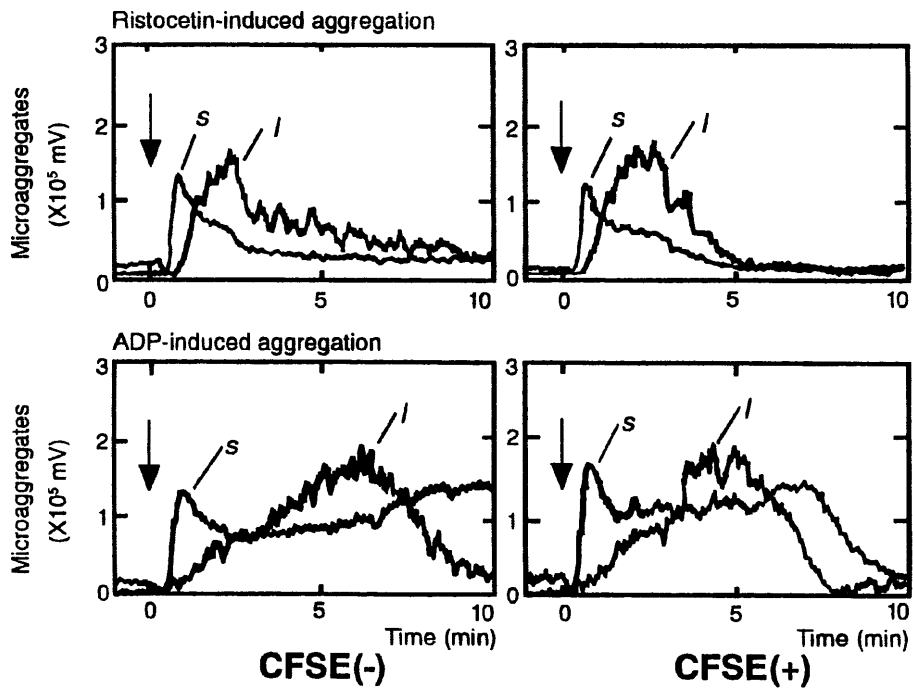 Ristocetin-induced aggregation
Microaggregates
(X10⁵ mV)
3
2
1
0
s
l
0
5
10
3
2
1
0
s
l
0
5
10
ADP-induced aggregation
Microaggregates
(X10⁵ mV)
3
2
1
0
s
l
0
5
10
Time (min)
CFSE(-)
3
2
1
0
s
l
0
5
10
Time (min)
CFSE(+)